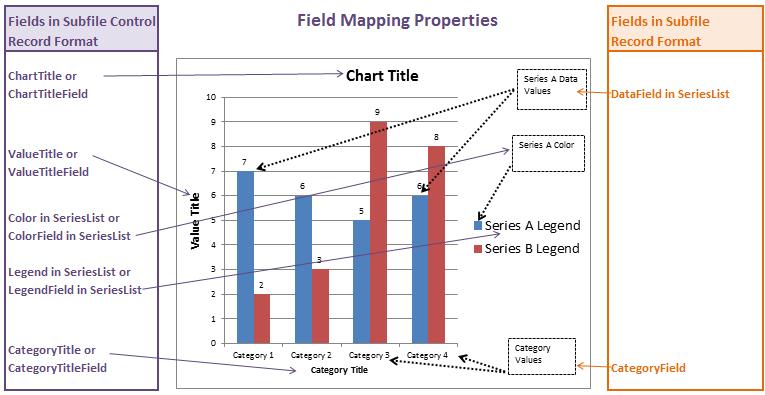 Field Mapping Properties
Fields in Subfile Control
Record Format
ChartTitle or
ChartTitleField
ValueTitle or
ValueTitleField
Color in SeriesList or
ColorField in SeriesList
Legend in SeriesList or
LegendField in SeriesList
CategoryTitle or
CategoryTitleField
Chart Title
Value Title
10
9
8
7
6
5
4
3
2
1
0
7
2
6
3
5
9
6
8
Category 1
Category 2
Category 3
Category 4
Category Title
Series A Legend
Series B Legend
Series A Data
Values
Series A Color
Category
Values
Fields in Subfile
Record Format
DataField in SeriesList
CategoryField